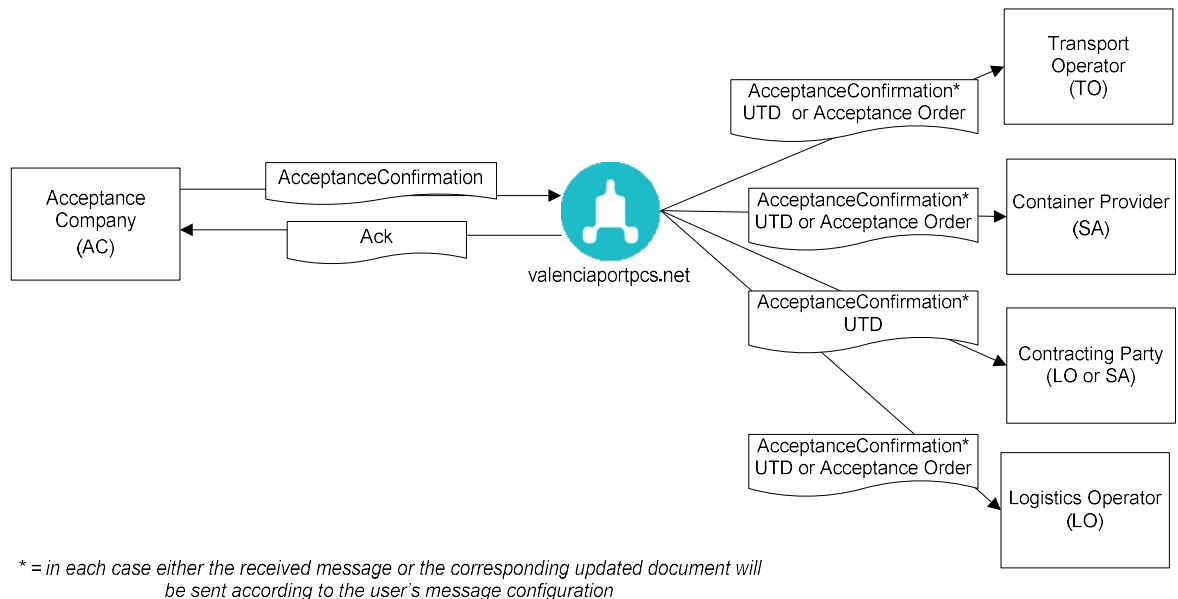 Transport
Operator
(TO)
AcceptanceConfirmation*
UTD or Acceptance Order
Acceptance
Company
(AC)
AcceptanceConfirmation
Ack
valenciaportpcs.net
AcceptanceConfirmation*
UTD or Acceptance Order
Container Provider
(SA)
AcceptanceConfirmation*
UTD
Contracting Party
(LO or SA)
AcceptanceConfirmation*
UTD or Acceptance Order
Logistics Operator
(LO)
* = in each case either the received message or the corresponding updated document will
be sent according to the user's message configuration